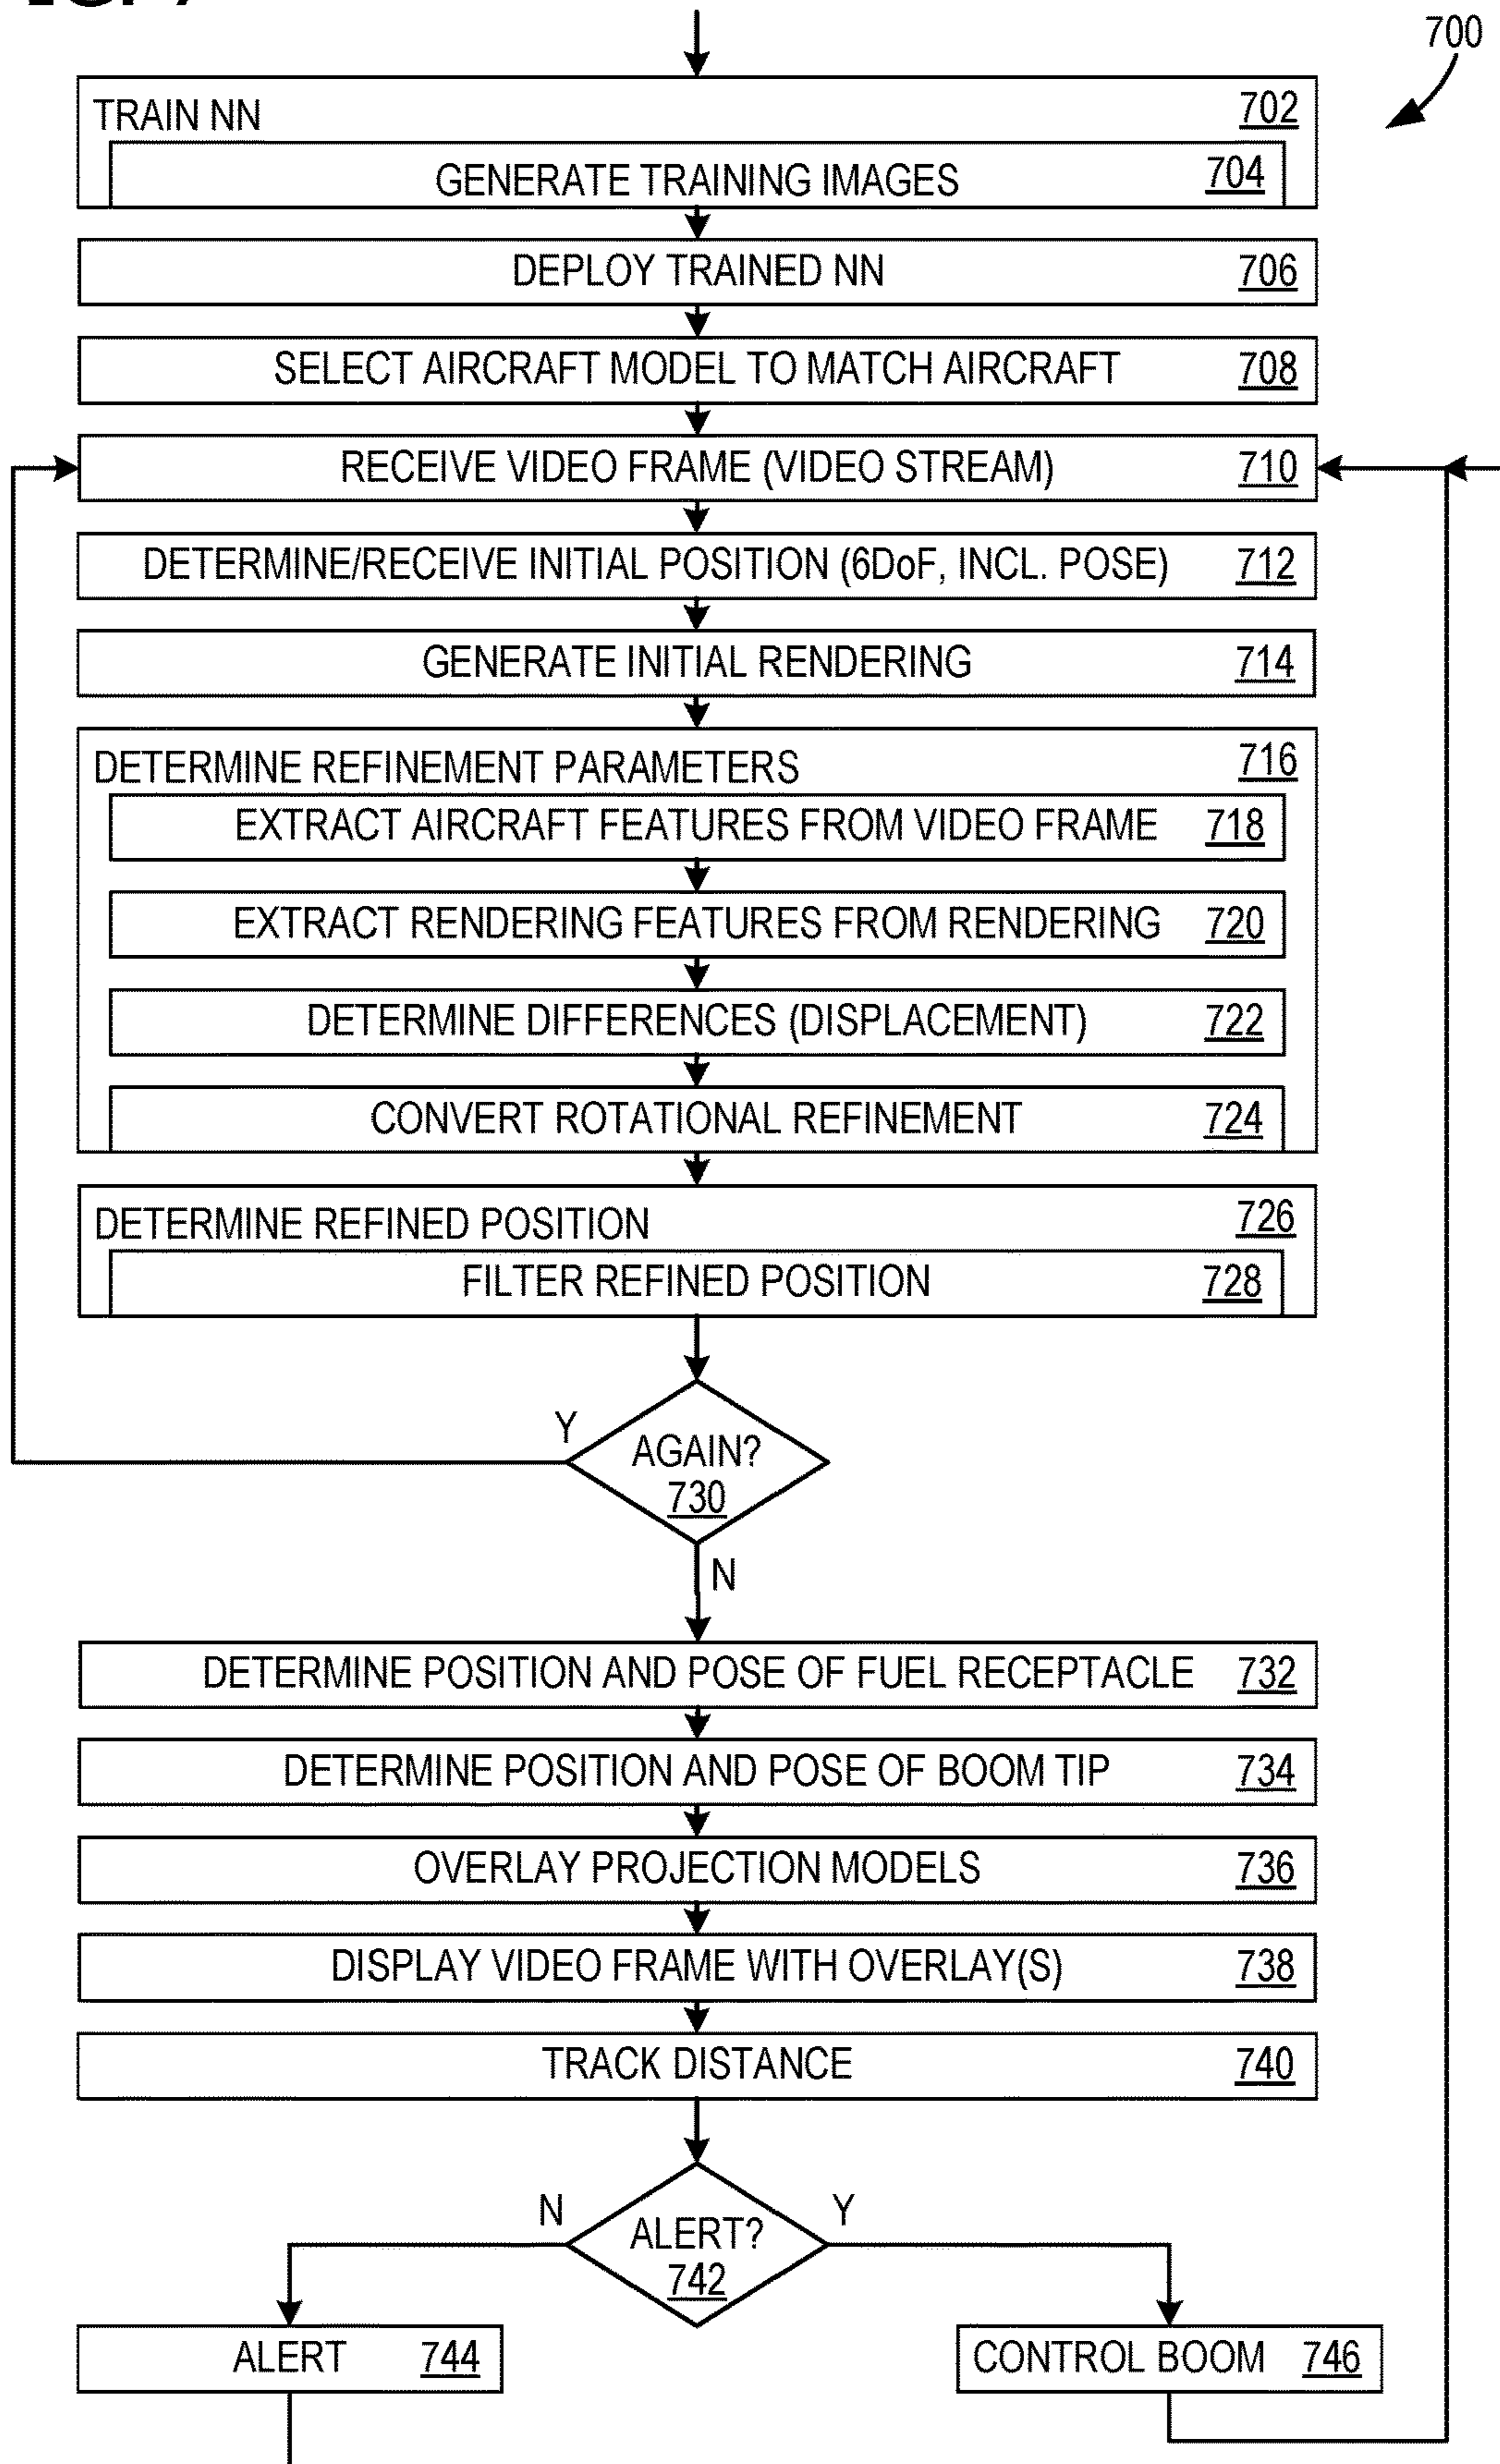 700
TRAIN NN 702
GENERATE TRAINING IMAGES 704
DEPLOY TRAINED NN 706
SELECT AIRCRAFT MODEL TO MATCH AIRCRAFT 708
RECEIVE VIDEO FRAME (VIDEO STREAM) 710
DETERMINE/RECEIVE INITIAL POSITION (6DoF, INCL. POSE) 712
GENERATE INITIAL RENDERING 714
DETERMINE REFINEMENT PARAMETERS 716
EXTRACT AIRCRAFT FEATURES FROM VIDEO FRAME 718
EXTRACT RENDERING FEATURES FROM RENDERING 720
DETERMINE DIFFERENCES (DISPLACEMENT) 722
CONVERT ROTATIONAL REFINEMENT 724
DETERMINE REFINED POSITION 726
FILTER REFINED POSITION 728
Y
AGAIN?
730
N
DETERMINE POSITION AND POSE OF FUEL RECEPTACLE 732
DETERMINE POSITION AND POSE OF BOOM TIP 734
OVERLAY PROJECTION MODELS 736
DISPLAY VIDEO FRAME WITH OVERLAY(S) 738
TRACK DISTANCE 740
N Y
ALERT?
742
ALERT 744
CONTROL BOOM 746